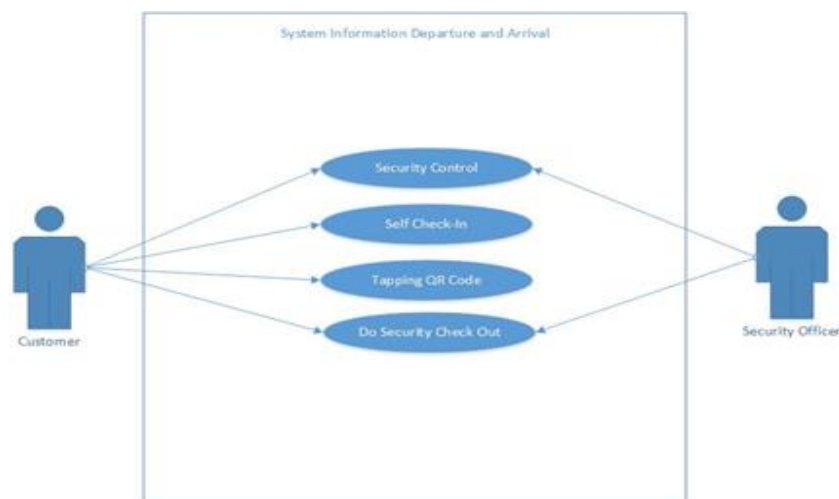 System Information Departure and Arrival
Security Control
Self Check-In
Tapping QR Code
Do Security Check Out
Customer
Security Officer